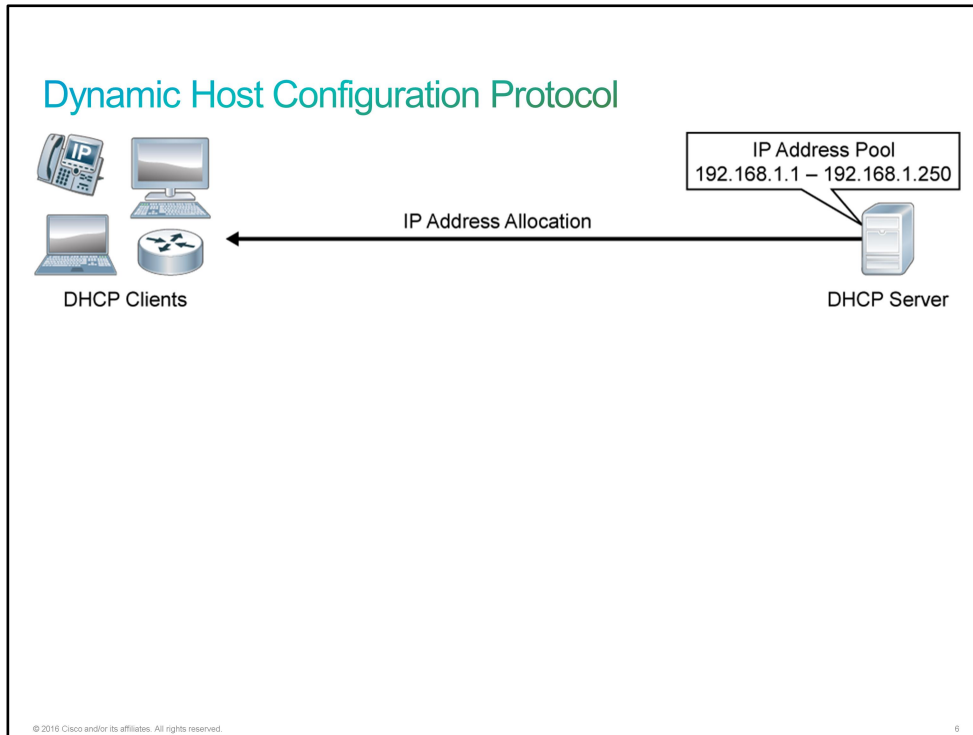 Dynamic Host Configuration Protocol
IP
IP Address Pool
192.168.1.1 – 192.168.1.250
IP Address Allocation
DHCP Clients
DHCP Server
© 2016 Cisco and/or its affiliates. All rights reserved.
6